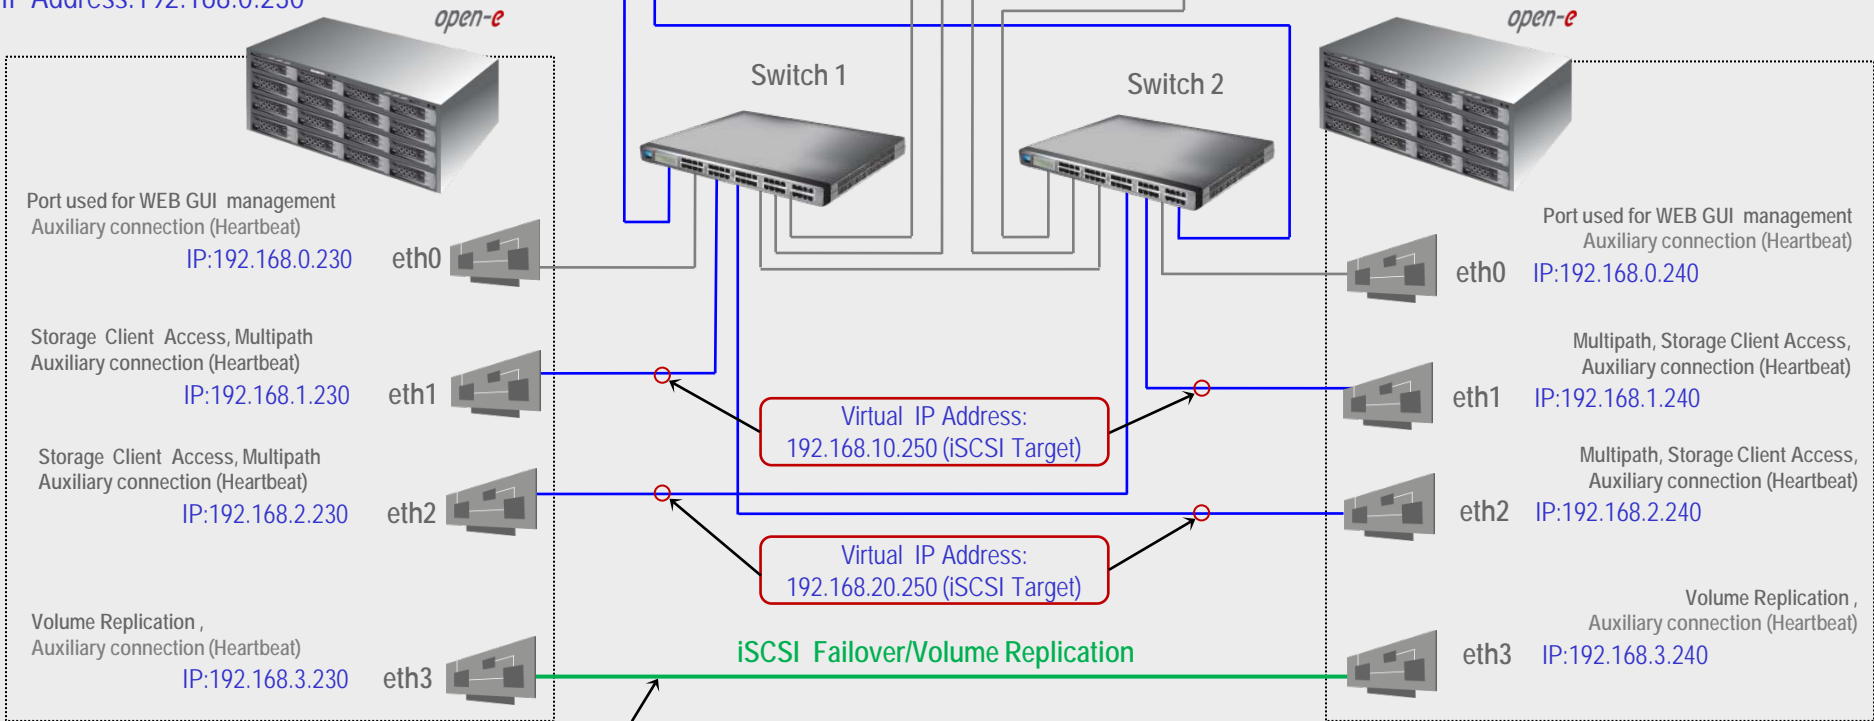 IP Address:192.168.0.230
open-e
open-e
Switch 1
Switch 2
Port used for WEB GUI management
Auxiliary connection (Heartbeat)
IP:192.168.0.230
eth0
Storage Client Access, Multipath
Auxiliary connection (Heartbeat)
IP:192.168.1.230
eth1
Storage Client Access, Multipath
Auxiliary connection (Heartbeat)
IP:192.168.2.230
eth2
Volume Replication ,
Auxiliary connection (Heartbeat)
IP:192.168.3.230
eth3
Virtual IP Address:
192.168.10.250 (iSCSI Target)
Virtual IP Address:
192.168.20.250 (iSCSI Target)
iSCSI Failover/Volume Replication
Port used for WEB GUI management
Auxiliary connection (Heartbeat)
eth0
IP:192.168.0.240
Multipath, Storage Client Access,
Auxiliary connection (Heartbeat)
eth1
IP:192.168.1.240
Multipath, Storage Client Access,
Auxiliary connection (Heartbeat)
eth2
IP:192.168.2.240
Volume Replication ,
Auxiliary connection (Heartbeat)
eth3
IP:192.168.3.240